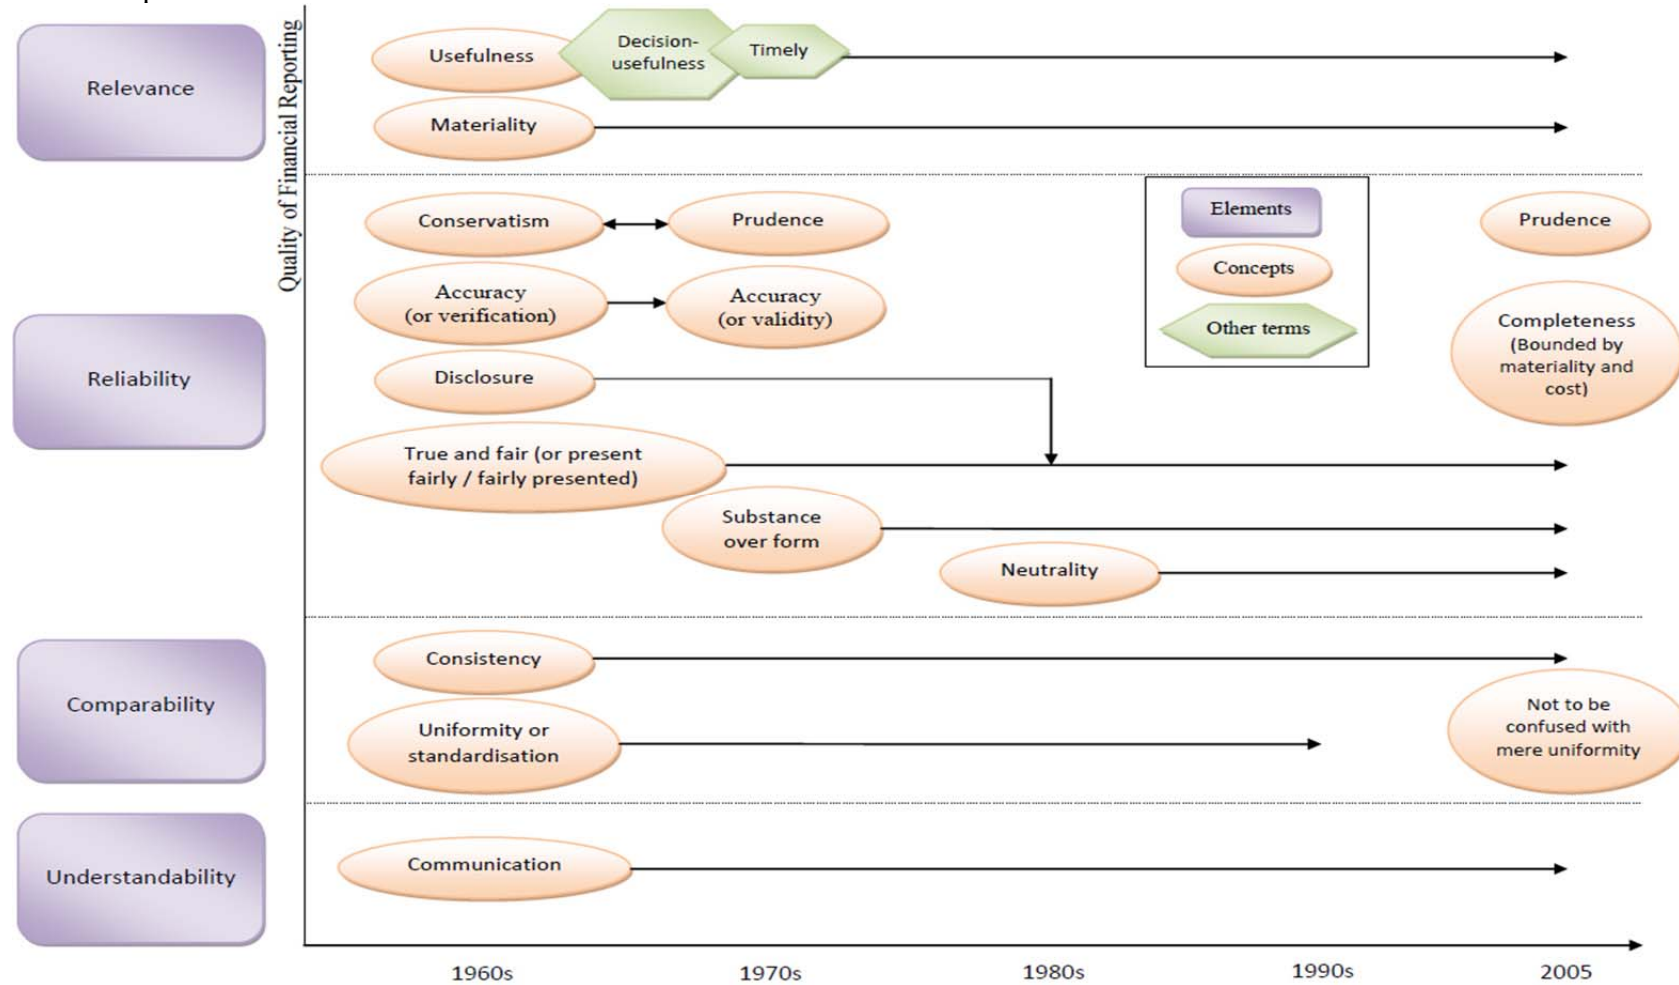 Quality of Financial Reporting
Relevance
Usefulness
Decision-
usefulness
Timely
Materiality
Elements
Concepts
Other terms
Reliability
Conservatism
Prudence
Prudence
Accuracy
(or verification)
Accuracy
(or validity)
Completeness
(Bounded by
materiality and
cost)
Disclosure
True and fair (or present
fairly / fairly presented)
Substance
over form
Neutrality
Comparability
Consistency
Uniformity or
standardisation
Not to be
confused with
mere uniformity
Understandability
Communication
1960s
1970s
1980s
1990s
2005